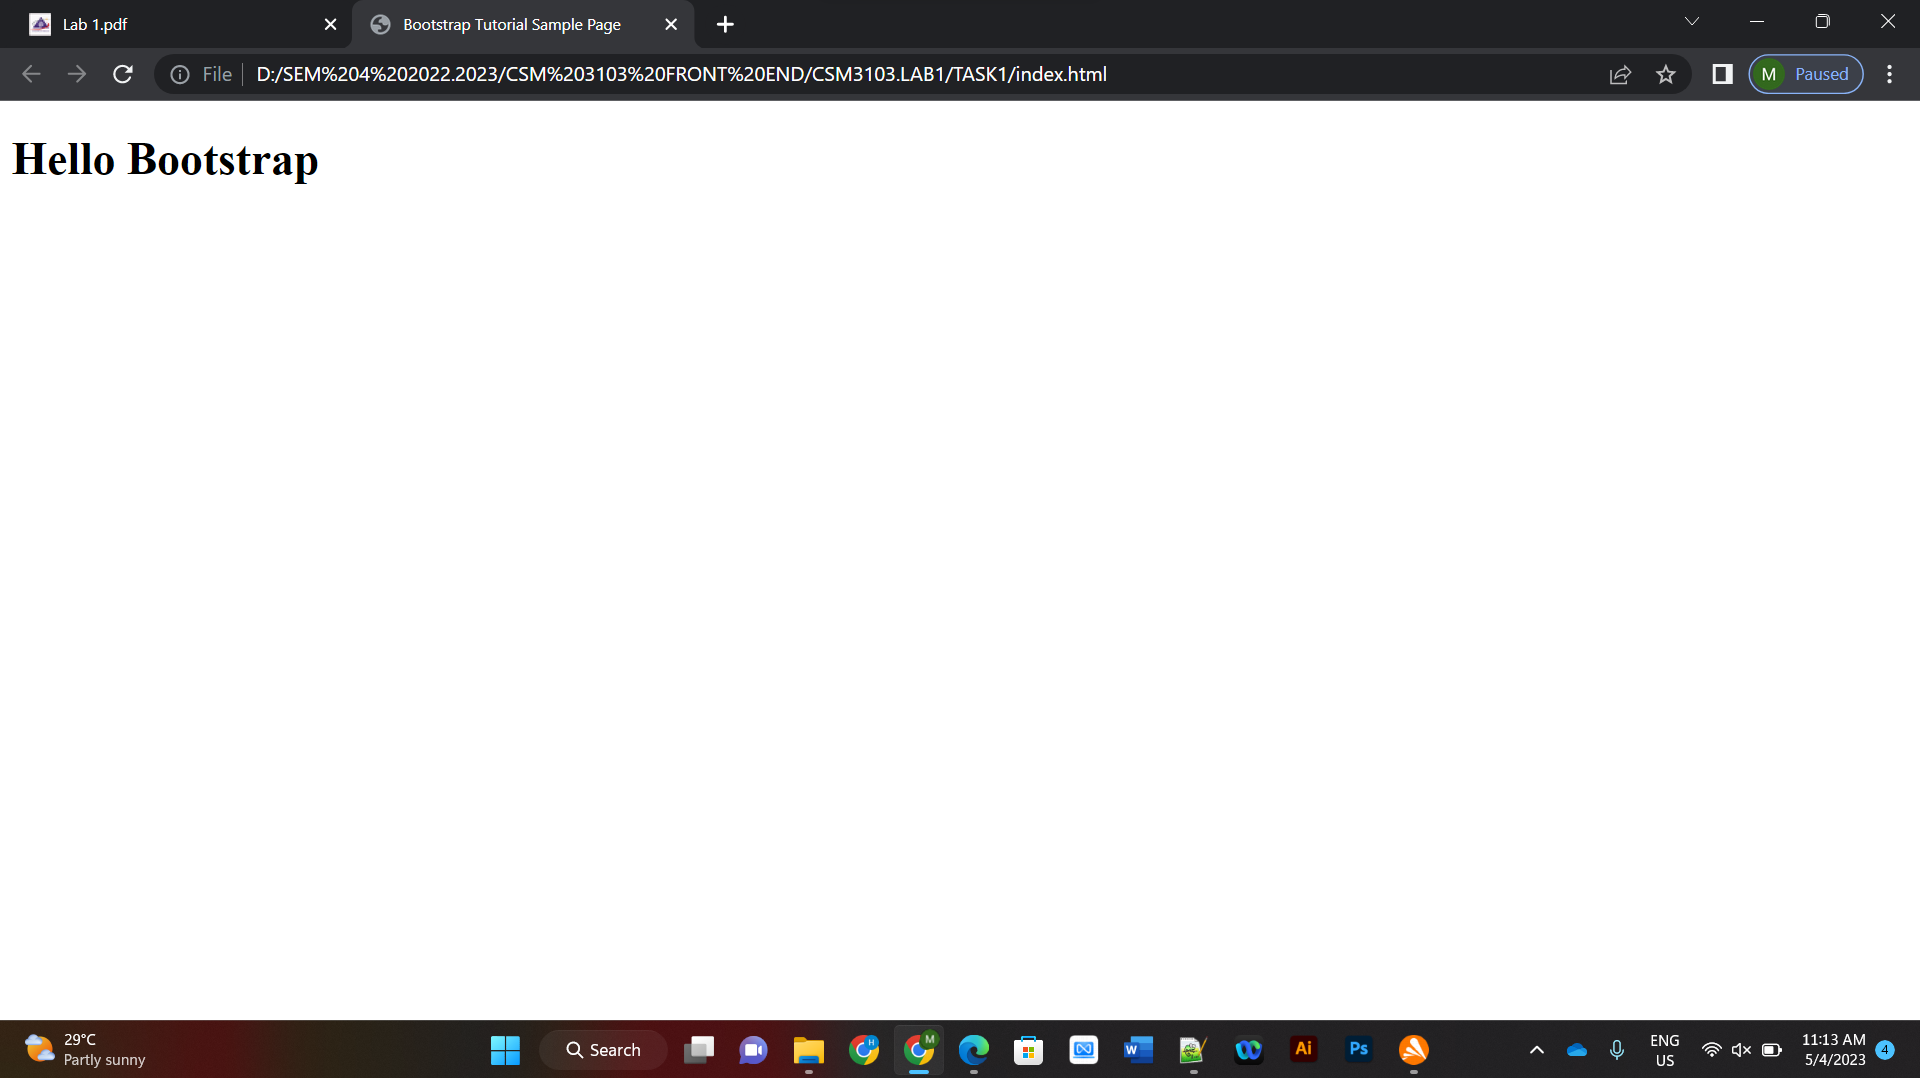 Lab 1.pdf
Bootstrap Tutorial Sample Page
File
D:/SEM%204%202022.2023/CSM%203103%20FRONT%20END/CSM3103.LAB1/TASK1/index.html
M
Paused
Hello Bootstrap
29°C
Partly sunny
Search
H
M
W
Ai
Ps
ENG
US
11:13 AM
5/4/2023
4